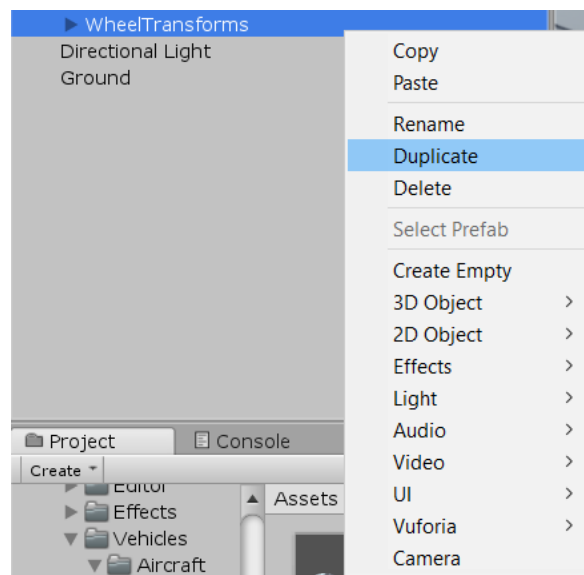 WheelTransforms
Directional Light
Ground
Copy
Paste
Rename
Duplicate
Delete
Select Prefab
Create Empty
3D Object
2D Object
Effects
Light
Audio
Video
UI
Vuforia
Camera
Project
Console
Create
Editor
Effects
Vehicles
Aircraft
Assets